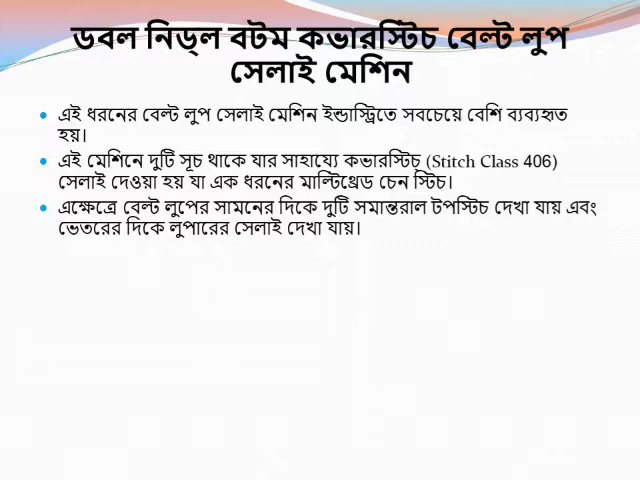 ডবল নিড্ল বটম কভারস্টিচ বেল্ট লুপ
সেলাই মেশিন
এই ধরনের বেল্ট লুপ সেলাই মেশিন ইন্ডাস্ট্রিতে সবচেয়ে বেশি ব্যবহৃত
হয়।
এই মেশিনে দুটি সূচ থাকে যার সাহায্যে কভারস্টিচ্ (Stitch Class 406)
সেলাই দেওয়া হয় যা এক ধরনের মাল্টিথ্রেড চেন স্টিচ।
এক্ষেত্রে বেল্ট লুপের সামনের দিকে দুটি সমান্তরাল টপস্টিচ দেখা যায় এবং
ভেতরের দিকে লুপারের সেলাই দেখা যায়।